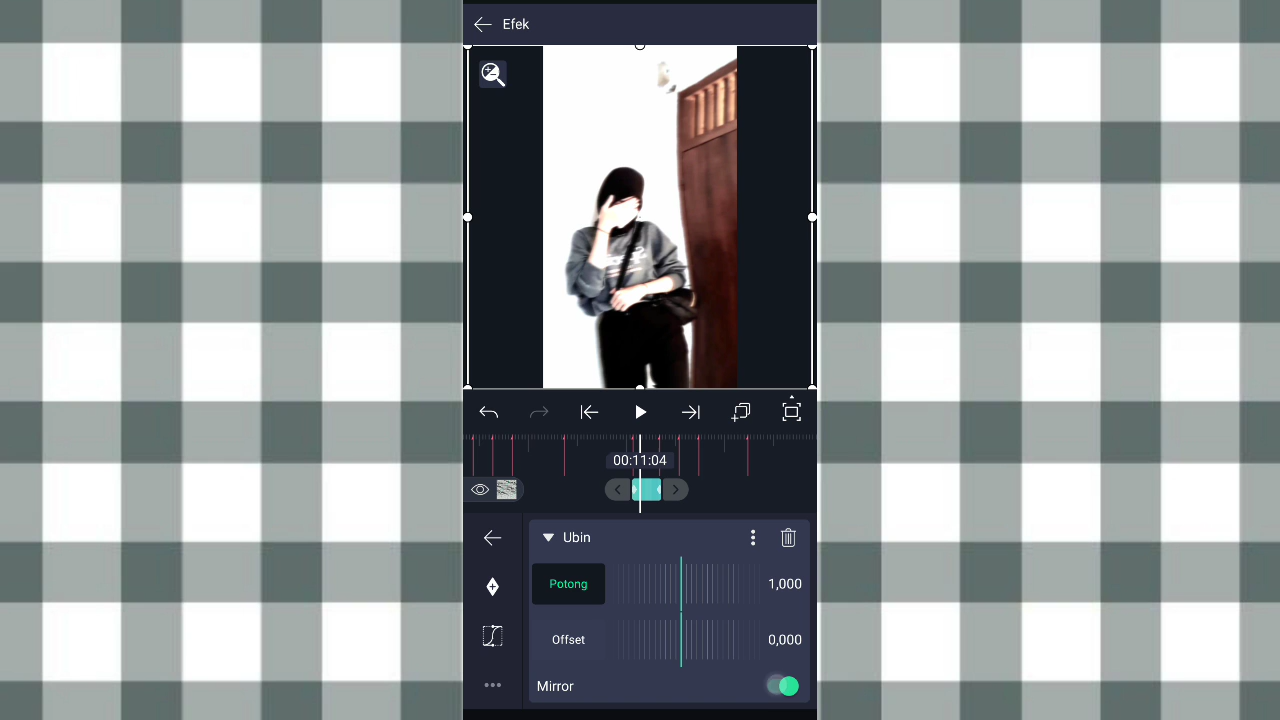 Efek
00:11:04
Ubin
Potong 1,000
Offset 0,000
Mirror